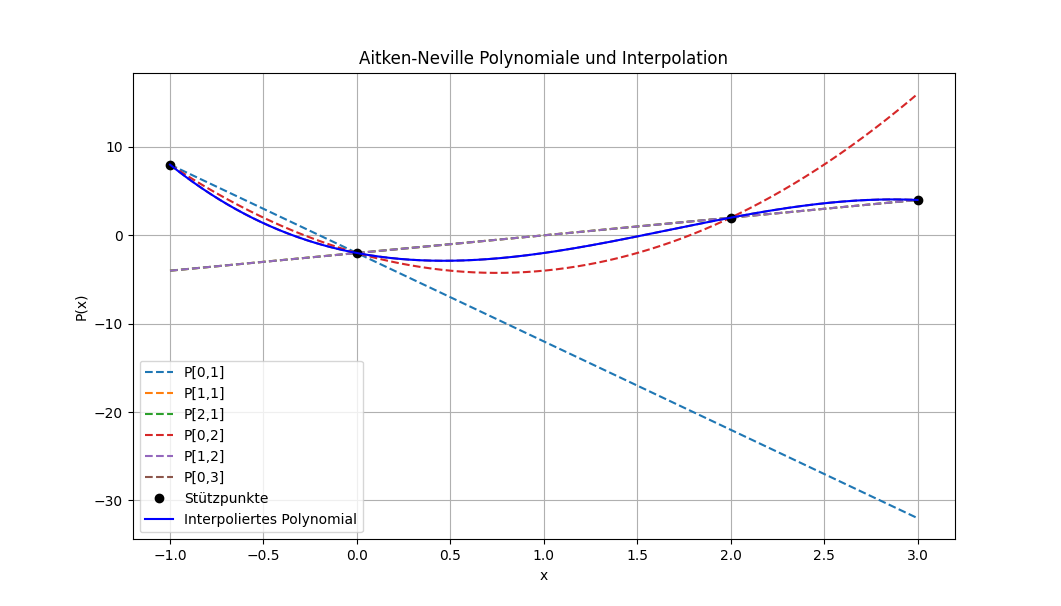 Aitken-Neville Polynomiale und Interpolation
P(x)
10
0
−10
−20
−30
P[0,1]
P[1,1]
P[2,1]
P[0,2]
P[1,2]
P[0,3]
Stützpunkte
Interpoliertes Polynomial
−1.0 −0.5 0.0 0.5 1.0 1.5 2.0 2.5 3.0
x